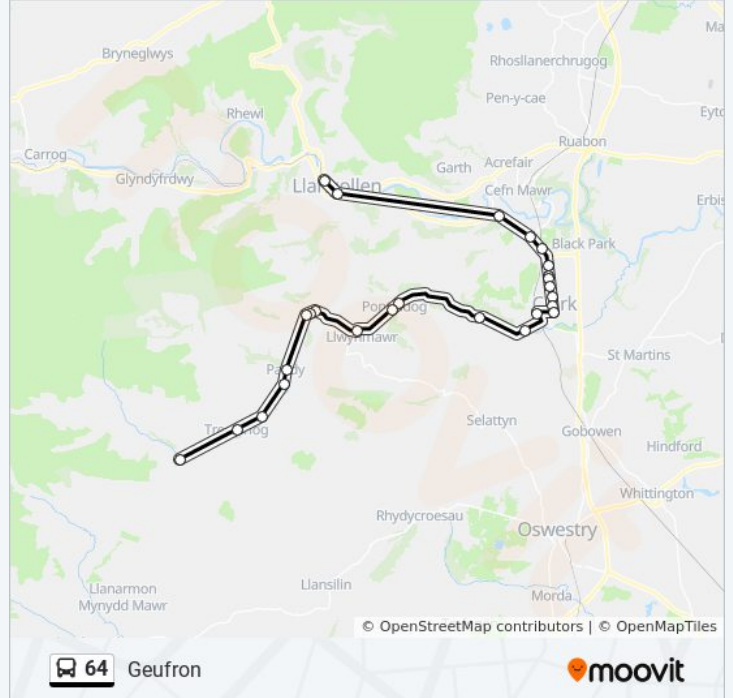 Bryneglwys
Ma
Rhosllanerchrugog
Pen-y-cae
Eyto
Rhewl
Ruabon
Carrog
Garth
Acrefair
Glyndyfrdwy
Cefn Mawr
Erbis
Black Park
Llwynmawr
St Martins
Selattyn
Gobowen
Hindford
Whittington
Rhydycroesau
Oswestry
Llansilin
Llanarmon
Mynydd Mawr
Morda
© OpenStreetMap contributors | © OpenMapTiles
64 Geufron
moovit